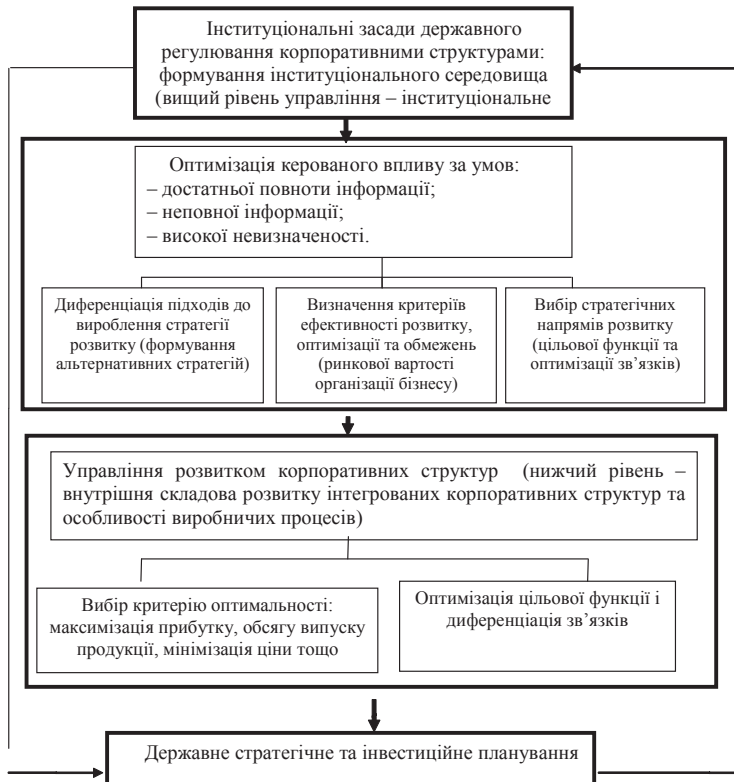 Інституціональні засади державного
регулювання корпоративними структурами:
формування інституціонального середовища
(вищий рівень управління – інституціональне
Оптимізація керованого впливу за умов:
– достатньої повноти інформації;
– неповної інформації;
– високої невизначеності.
Диференціація підходів до
вироблення стратегії
розвитку (формування
альтернативних стратегій)
Визначення критеріїв
ефективності розвитку,
оптимізації та обмежень
(ринкової вартості
організації бізнесу)
Вибір стратегічних
напрямів розвитку
(цільової функції та
оптимізації зв’язків)
Управління розвитком корпоративних структур (нижчий рівень –
внутрішня складова розвитку інтегрованих корпоративних структур та
особливості виробничих процесів)
Вибір критерію оптимальності:
максимізація прибутку, обсягу випуску
продукції, мінімізація ціни тощо
Оптимізація цільової функції і
диференціація зв’язків
Державне стратегічне та інвестиційне планування